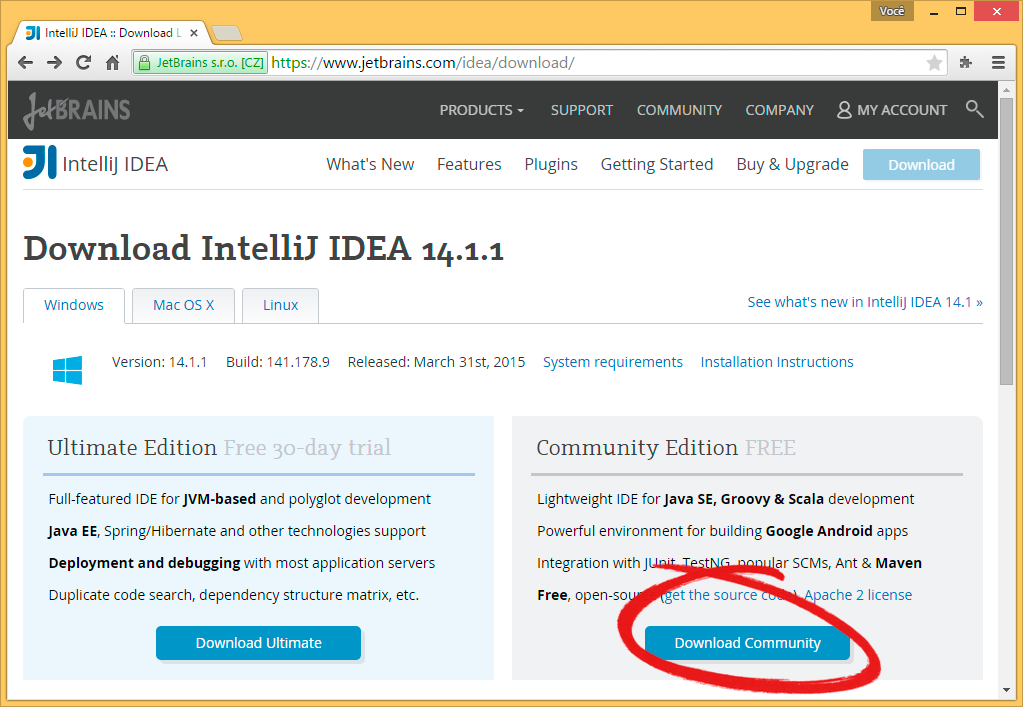 Você
IntelliJ IDEA :: Download L
JetBrains s.r.o. [CZ] https://www.jetbrains.com/idea/download/
JetBRAINS PRODUCTS SUPPORT COMMUNITY COMPANY MY ACCOUNT
IntelliJ IDEA What's New Features Plugins Getting Started Buy & Upgrade Download
Download IntelliJ IDEA 14.1.1
Windows Mac OS X Linux See what's new in IntelliJ IDEA 14.1 »
Version: 14.1.1 Build: 141.178.9 Released: March 31st, 2015 System requirements Installation Instructions
Ultimate Edition Free 30-day trial
Full-featured IDE for JVM-based and polyglot development
Java EE, Spring/Hibernate and other technologies support
Deployment and debugging with most application servers
Duplicate code search, dependency structure matrix, etc.
Download Ultimate
Community Edition FREE
Lightweight IDE for Java SE, Groovy & Scala development
Powerful environment for building Google Android apps
Integration with JUnit, TestNG, popular SCMs, Ant & Maven
Free, open-source (get the source code), Apache 2 license
Download Community